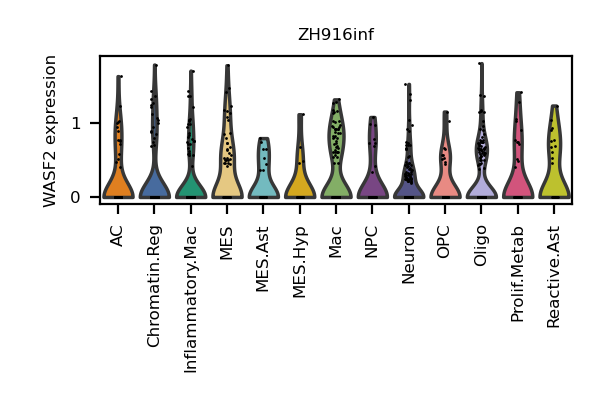 ZH916inf
WASF2 expression
1
0
AC
Chromatin.Reg
Inflammatory.Mac
MES
MES.Ast
MES.Hyp
Mac
NPC
Neuron
OPC
Oligo
Prolif.Metab
Reactive.Ast